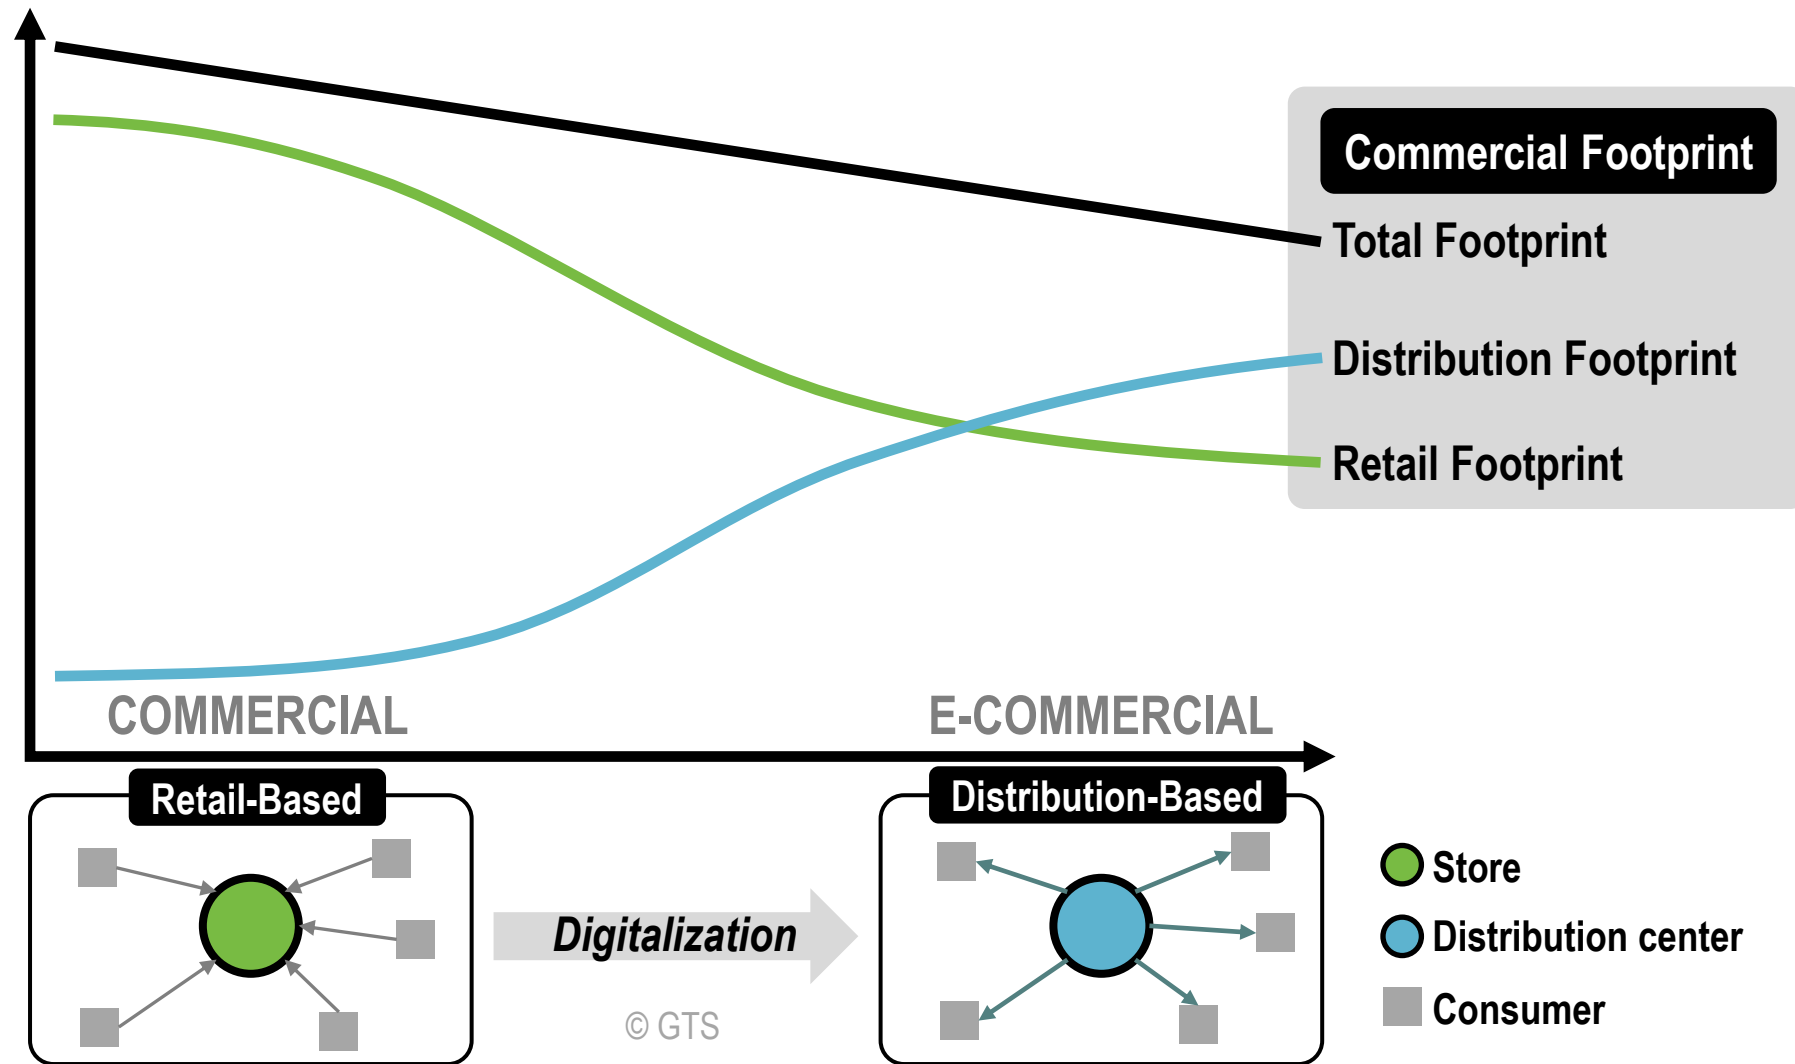 Commercial Footprint
Total Footprint
Distribution Footprint
Retail Footprint
COMMERCIAL
E-COMMERCIAL
Retail-Based
Distribution-Based
Digitalization
© GTS
Store
Distribution center
Consumer